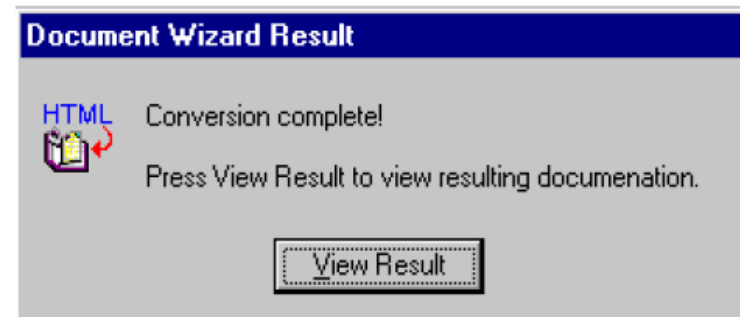 Document Wizard Result
HTML
Conversion complete!
Press View Result to view resulting documenation.
View Result